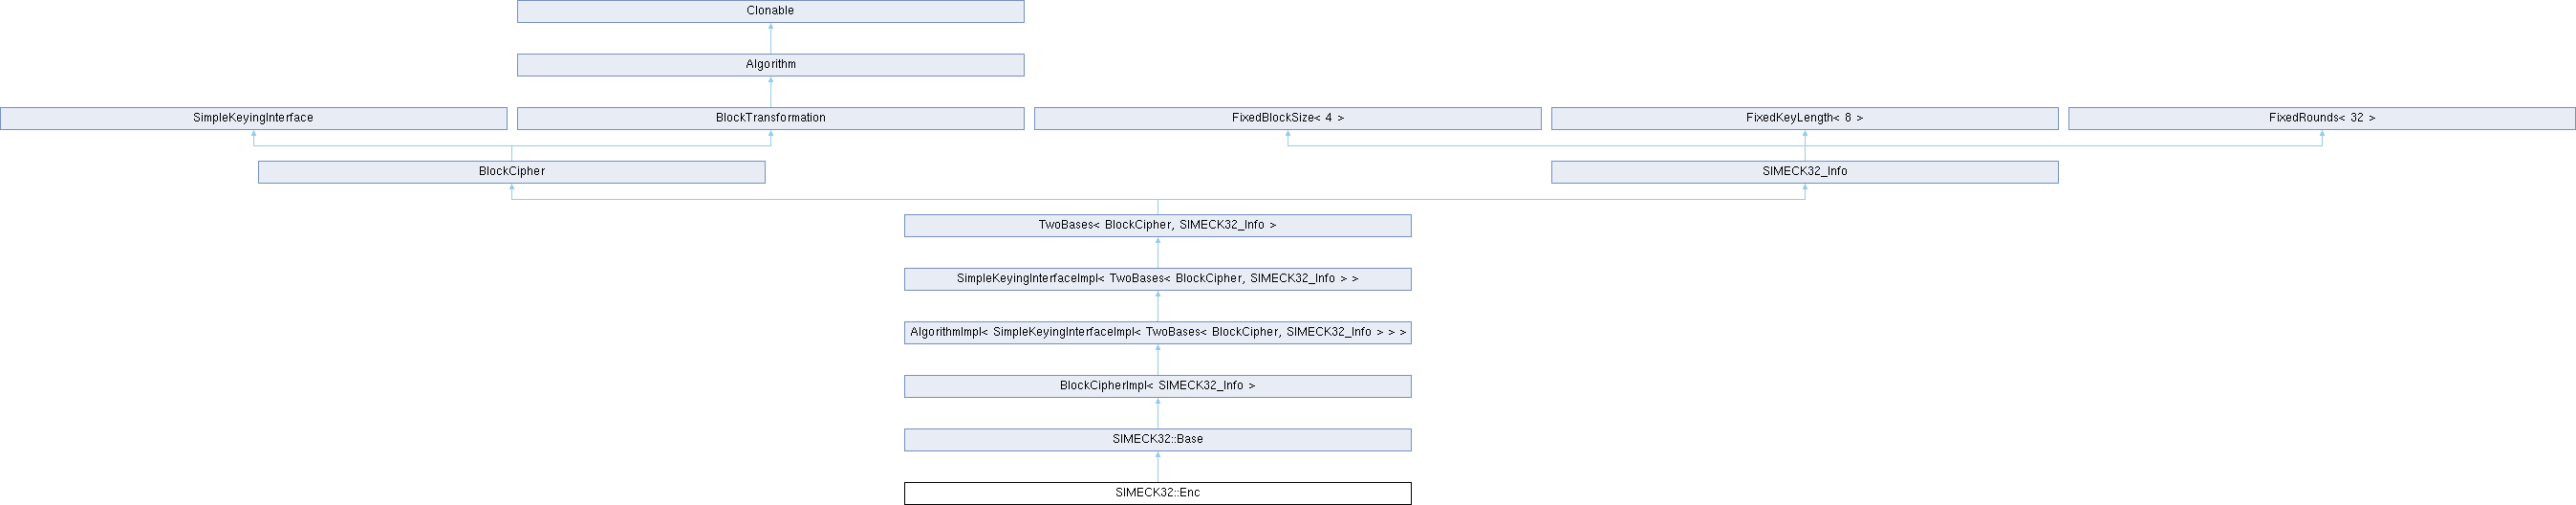 Clonable
Algorithm
SimpleKeyingInterface
BlockTransformation
FixedBlockSize< 4 >
FixedKeyLength< 8 >
FixedRounds< 32 >
BlockCipher
SIMECK32_Info
TwoBases< BlockCipher, SIMECK32_Info >
SimpleKeyingInterfaceImpl< TwoBases< BlockCipher, SIMECK32_Info > >
AlgorithmImpl< SimpleKeyingInterfaceImpl< TwoBases< BlockCipher, SIMECK32_Info > > >
BlockCipherImpl< SIMECK32_Info >
SIMECK32::Base
SIMECK32::Enc